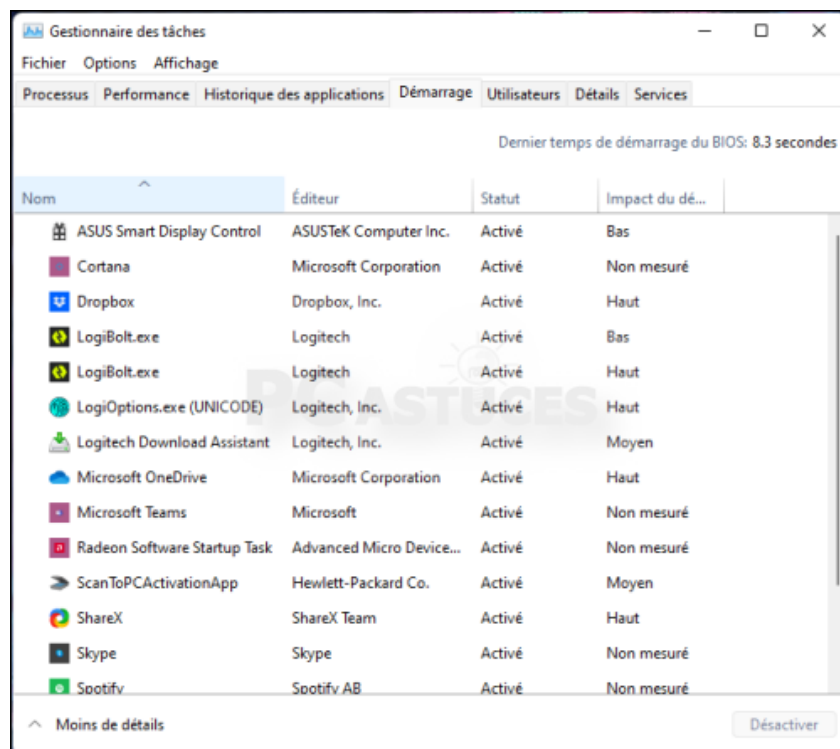 Gestionnaire des tâches
Fichier Options Affichage
Processus Performance Historique des applications Démarrage Utilisateurs Détails Services
Dernier temps de démarrage du BIOS: 8.3 secondes
Nom Éditeur Statut Impact du dé...
ASUS Smart Display Control ASUSTeK Computer Inc. Activé Bas
Cortana Microsoft Corporation Activé Non mesuré
Dropbox Dropbox, Inc. Activé Haut
LogiBolt.exe Logitech Activé Bas
LogiBolt.exe Logitech Activé Haut
PC ASTUCES
LogiOptions.exe (UNICODE) Logitech, Inc. Activé Haut
Logitech Download Assistant Logitech, Inc. Activé Moyen
Microsoft OneDrive Microsoft Corporation Activé Haut
Microsoft Teams Microsoft Activé Non mesuré
Radeon Software Startup Task Advanced Micro Device... Activé Non mesuré
ScanToPCActivationApp Hewlett-Packard Co. Activé Moyen
ShareX ShareX Team Activé Haut
Skype Skype Activé Non mesuré
Spotify Spotify AB Activé Non mesuré
Moins de détails Désactiver